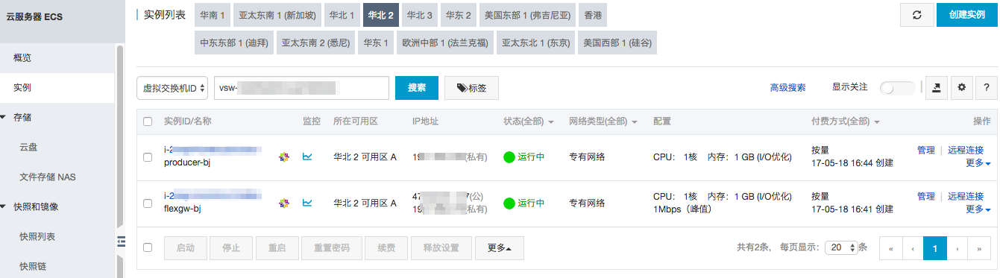 云服务器 ECS
概览
实例
存储
云盘
文件存储 NAS
快照和镜像
快照列表
快照链
实例列表 华南 1 亚太东南 1 (新加坡) 华北 1 华北 2 华北 3 华东 2 美国东部 1 (弗吉尼亚) 香港
中东东部 1 (迪拜) 亚太东南 2 (悉尼) 华东 1 欧洲中部 1 (法兰克福) 亚太东北 1 (东京) 美国西部 1 (硅谷)
创建实例
虚拟交换机ID vsw- 搜索 标签 高级搜索 显示关注 ?
实例ID/名称 监控 所在可用区 IP地址 状态(全部) 网络类型(全部) 配置 付费方式(全部) 操作
i-2
producer-bj
华北 2 可用区 A
19 (私有)
运行中
专有网络
CPU： 1核 内存：1 GB (I/O优化)
按量
17-05-18 16:44 创建
管理 | 远程连接
更多
i-2
flexgw-bj
华北 2 可用区 A
47 7(公)
19 (私有)
运行中
专有网络
CPU： 1核 内存：1 GB (I/O优化)
1Mbps（峰值）
按量
17-05-18 16:41 创建
管理 | 远程连接
更多
启动 停止 重启 重置密码 续费 释放设置 更多 共有2条， 每页显示： 20 条 « ‹ 1 › »